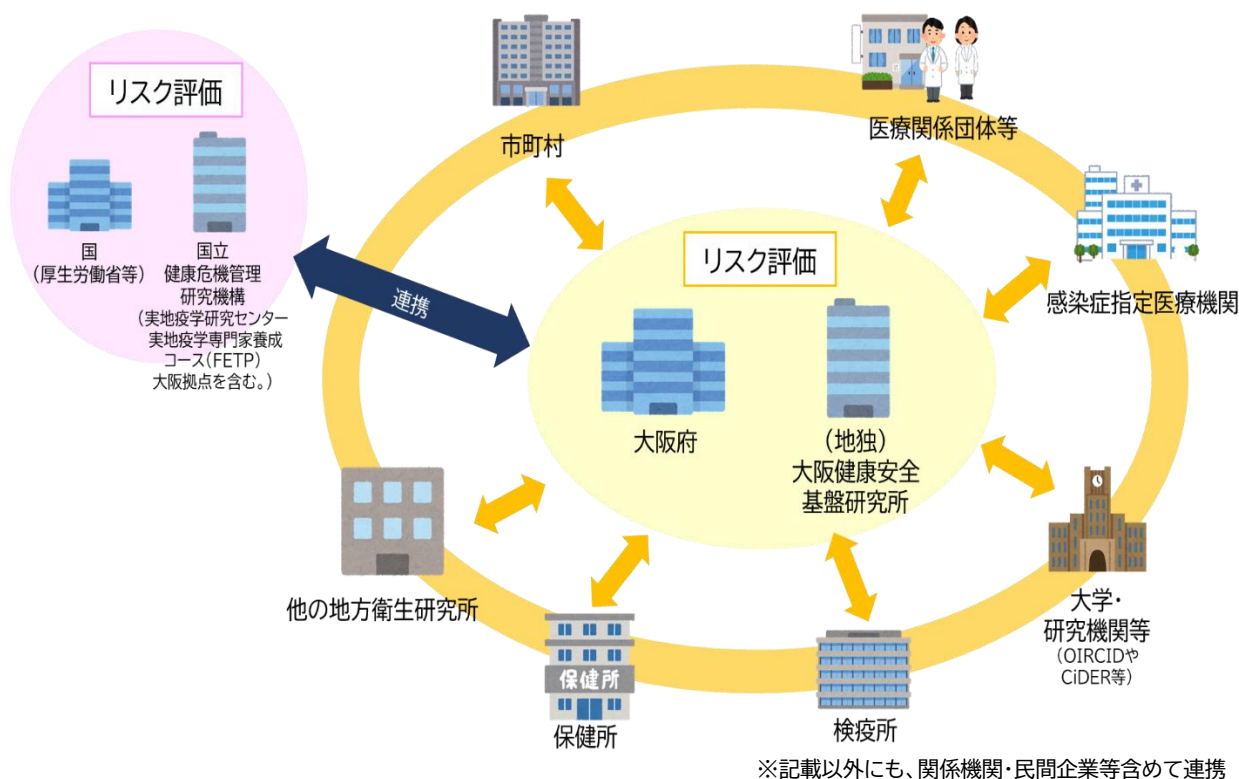 リスク評価
国
(厚生労働省等)
国立
健康危機管理
研究機構
(実地疫学研究センター
実地疫学専門家養成
コース(FETP)
大阪拠点を含む。)
連携
市町村
医療関係団体等
感染症指定医療機関
リスク評価
大阪府
(地独)
大阪健康安全
基盤研究所
他の地方衛生研究所
保健所
保健所
検疫所
大学・
研究機関等
(OIRCIDや
CiDER等)
※記載以外にも、関係機関・民間企業等含めて連携